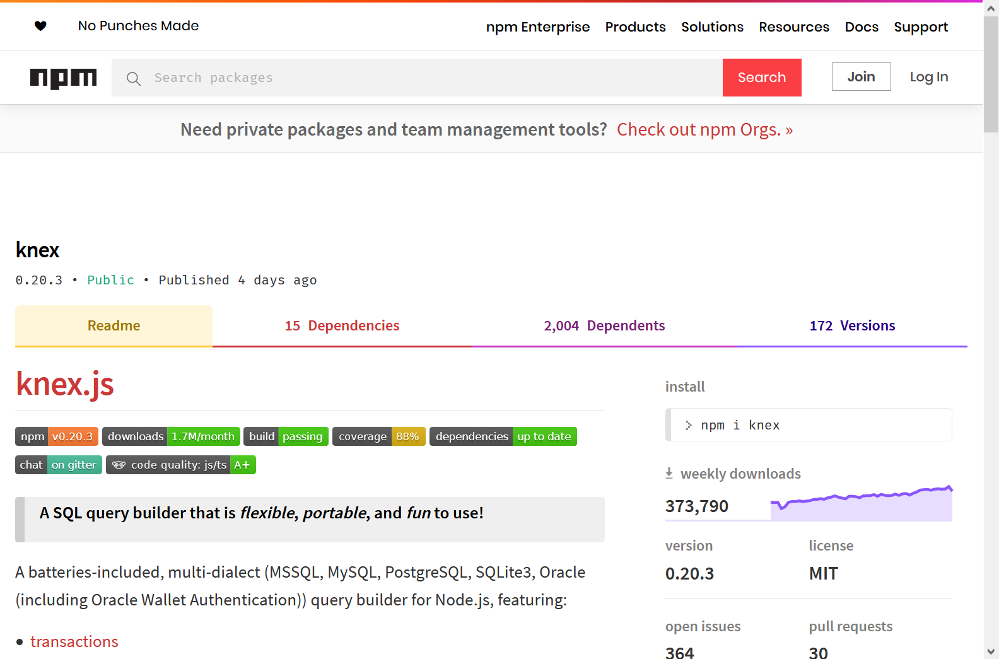 No Punches Made
npm Enterprise Products Solutions Resources Docs Support
npm
Search packages
Search
Join
Log In
Need private packages and team management tools? Check out npm Orgs. »
knex
0.20.3 • Public • Published 4 days ago
Readme
15 Dependencies
2,004 Dependents
172 Versions
knex.js
npm v0.20.3 downloads 1.7M/month build passing coverage 88% dependencies up to date
chat on gitter code quality: js/ts A+
A SQL query builder that is flexible, portable, and fun to use!
A batteries-included, multi-dialect (MSSQL, MySQL, PostgreSQL, SQLite3, Oracle
(including Oracle Wallet Authentication)) query builder for Node.js, featuring:
• transactions
install
> npm i knex
weekly downloads
373,790
version
0.20.3
license
MIT
open issues
364
pull requests
30